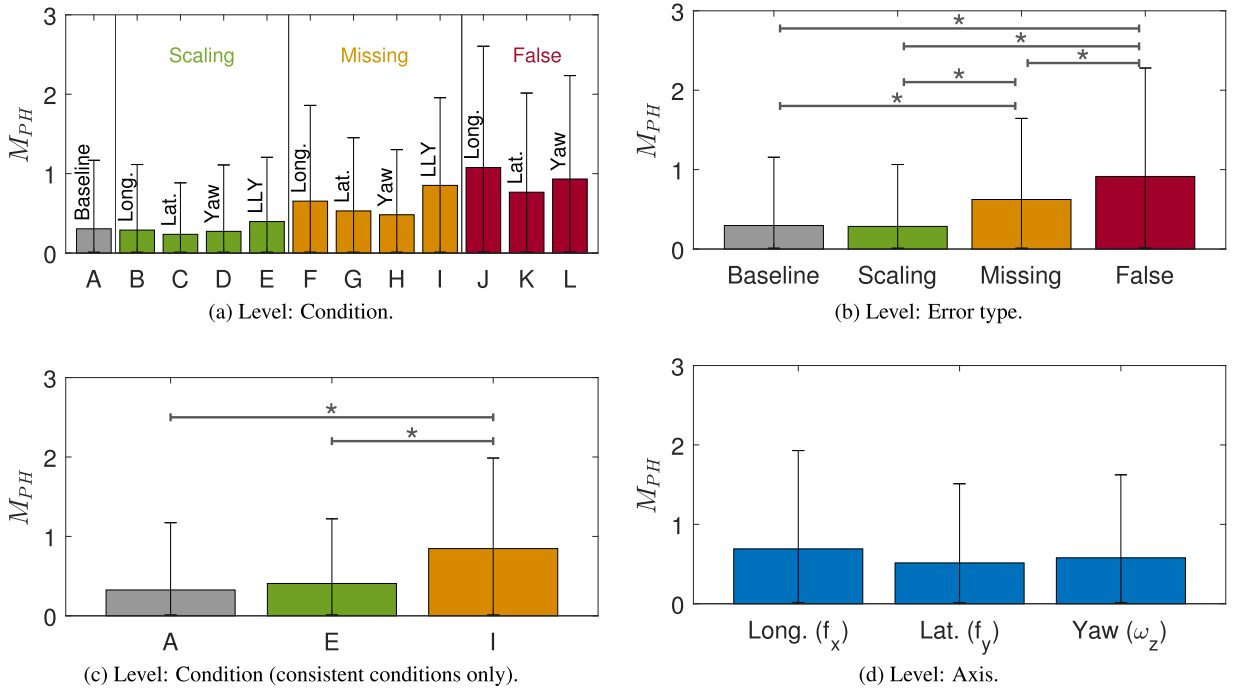 3
2
1
0
M_PH
Scaling
Missing
False
Baseline
Long.
Lat.
Yaw
LLY
Long.
Lat.
Yaw
LLY
Long.
Lat.
Yaw
A B C D E F G H I J K L
(a) Level: Condition.
3
2
1
0
M_PH
*
*
*
*
*
Baseline Scaling Missing False
(b) Level: Error type.
3
2
1
0
M_PH
*
*
A E I
(c) Level: Condition (consistent conditions only).
3
2
1
0
M_PH
Long. (f_x) Lat. (f_y) Yaw (ω_z)
(d) Level: Axis.